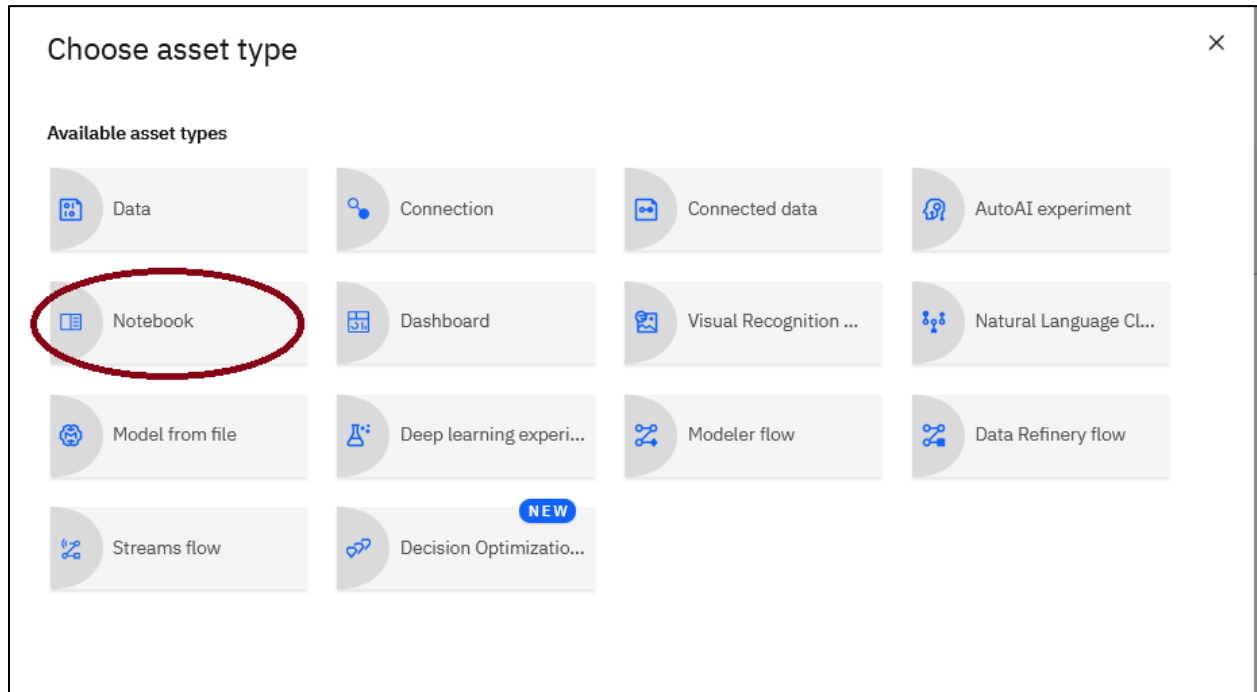 Choose asset type
Available asset types
Data
Connection
Connected data
AutoAI experiment
Notebook
Dashboard
Visual Recognition ...
Natural Language Cl...
Model from file
Deep learning experi...
Modeler flow
Data Refinery flow
NEW
Streams flow
Decision Optimizatio...